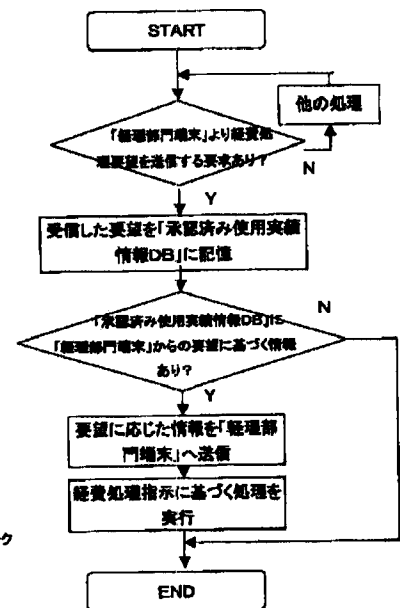 START
他の処理
「経理部門端末」より経費処
理要望を送信する要求あり？
N
Y
受信した要望を「承認済み使用実績
情報DB」に記憶
N
「承認済み使用実績情報DB」に
「経理部門端末」からの要望に基づく情報
あり？
Y
要望に応じた情報を「経理部
門端末」へ送信
経費処理指示に基づく処理を
実行
ク
END